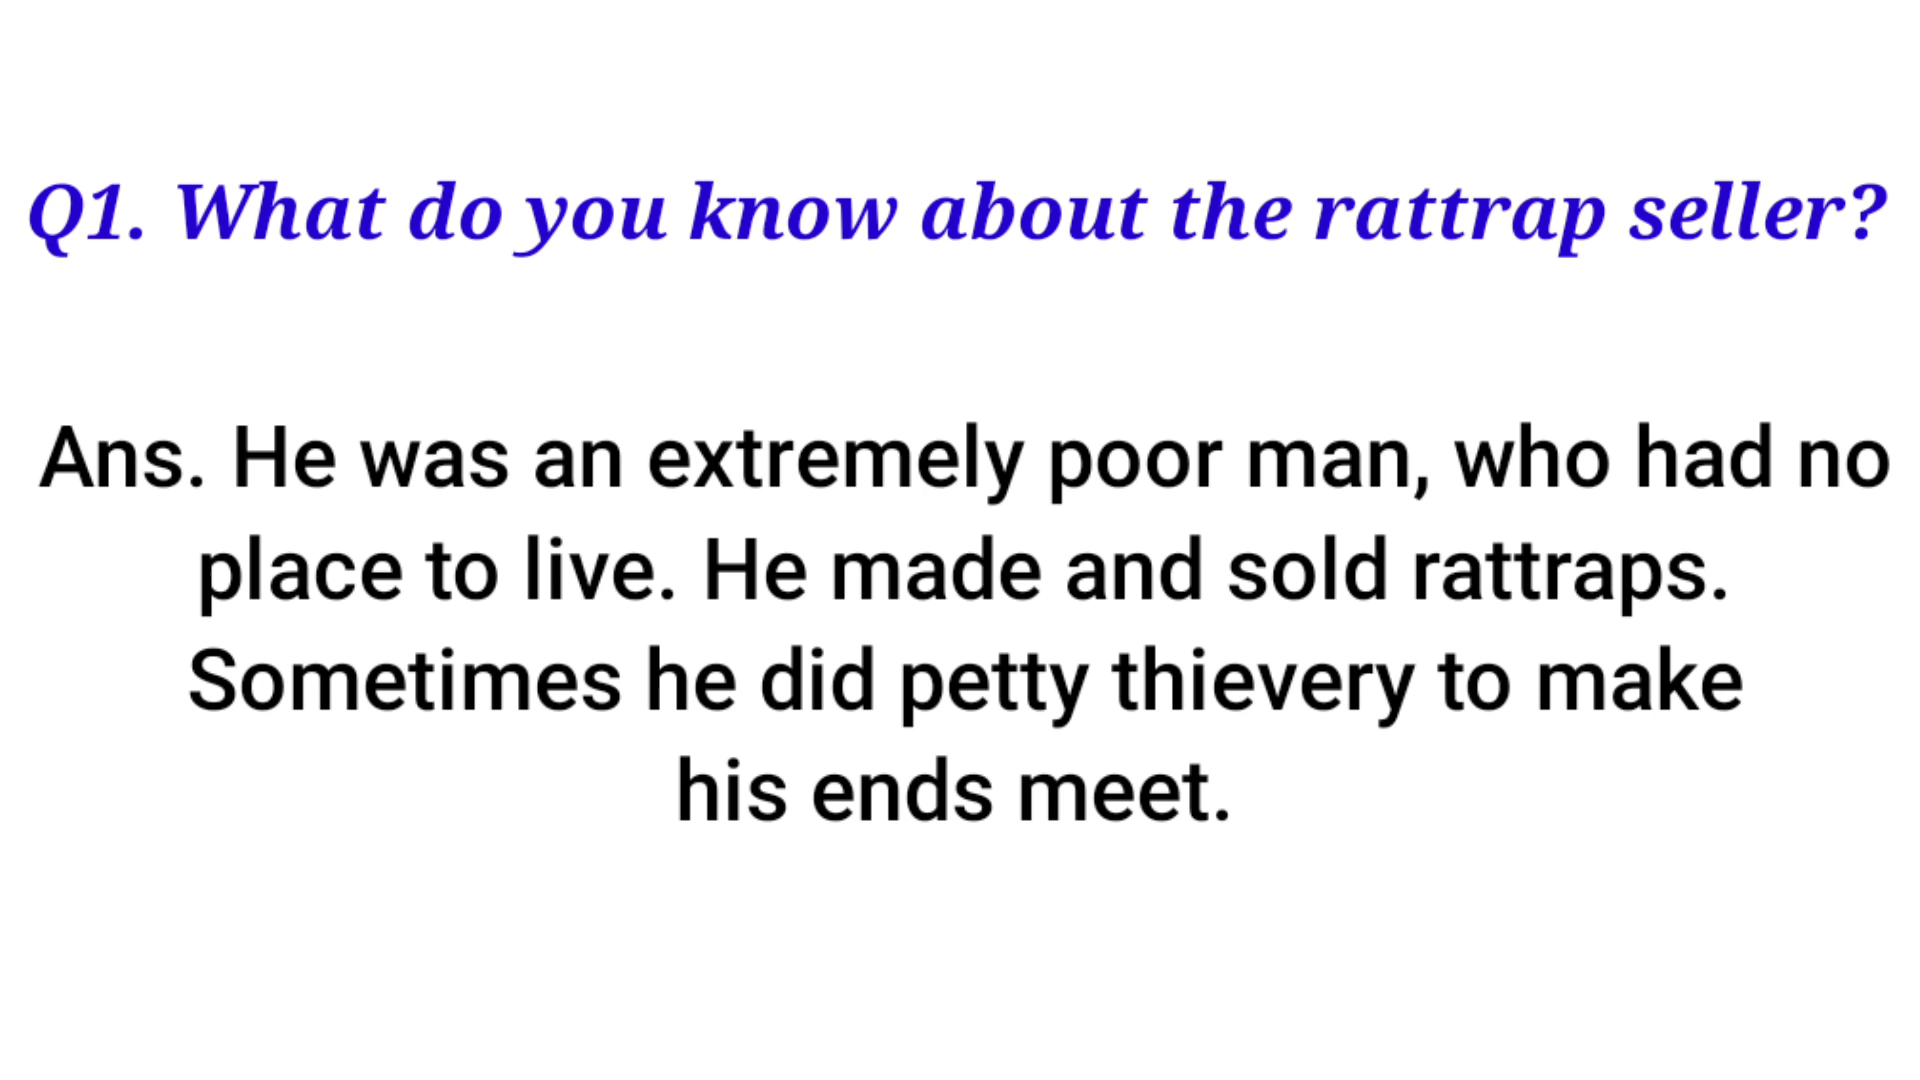 Q1. What do you know about the rattrap seller?
Ans. He was an extremely poor man, who had no
place to live. He made and sold rattraps.
Sometimes he did petty thievery to make
his ends meet.